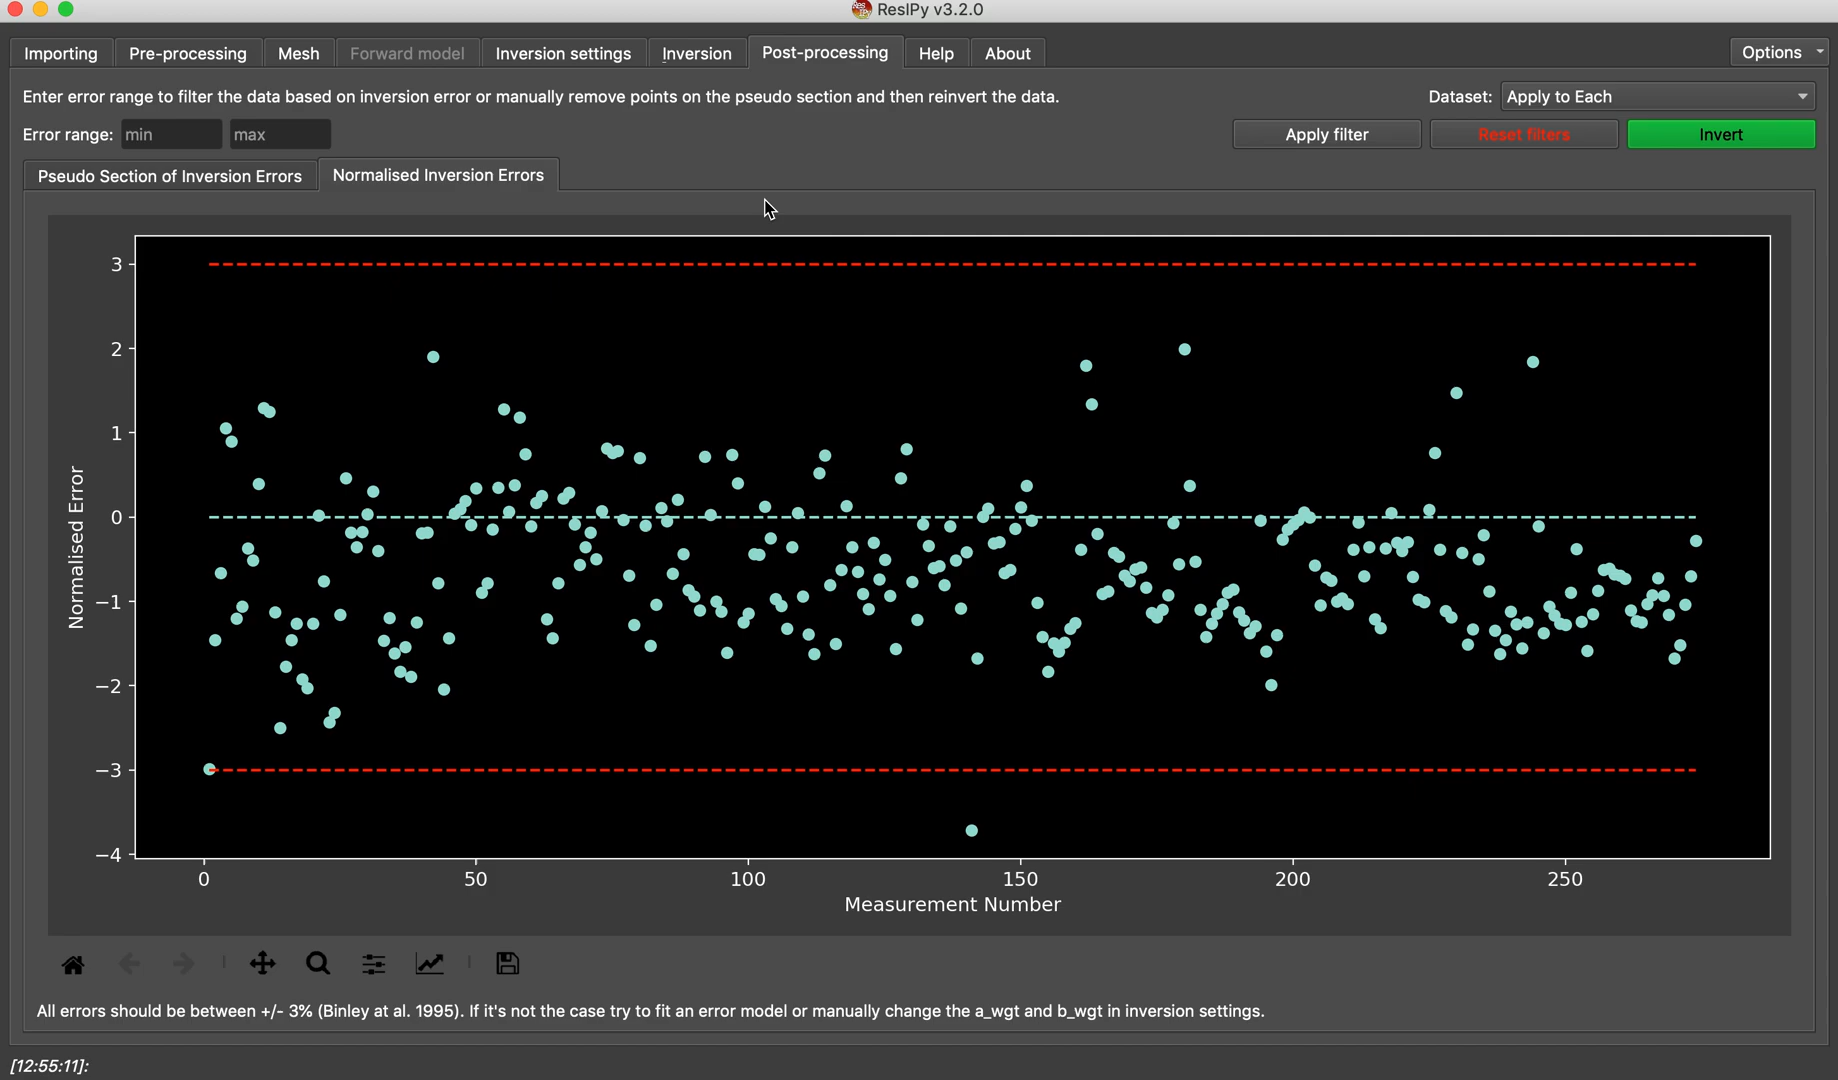 ResIPy v3.2.0
Importing Pre-processing Mesh Forward model Inversion settings Inversion Post-processing Help About Options
Enter error range to filter the data based on inversion error or manually remove points on the pseudo section and then reinvert the data. Dataset: Apply to Each
Error range: min max Apply filter Reset filters Invert
Pseudo Section of Inversion Errors Normalised Inversion Errors
3
2
1
0
−1
−2
−3
−4
Normalised Error
0 50 100 150 200 250
Measurement Number
All errors should be between +/- 3% (Binley at al. 1995). If it's not the case try to fit an error model or manually change the a_wgt and b_wgt in inversion settings.
[12:55:11]: